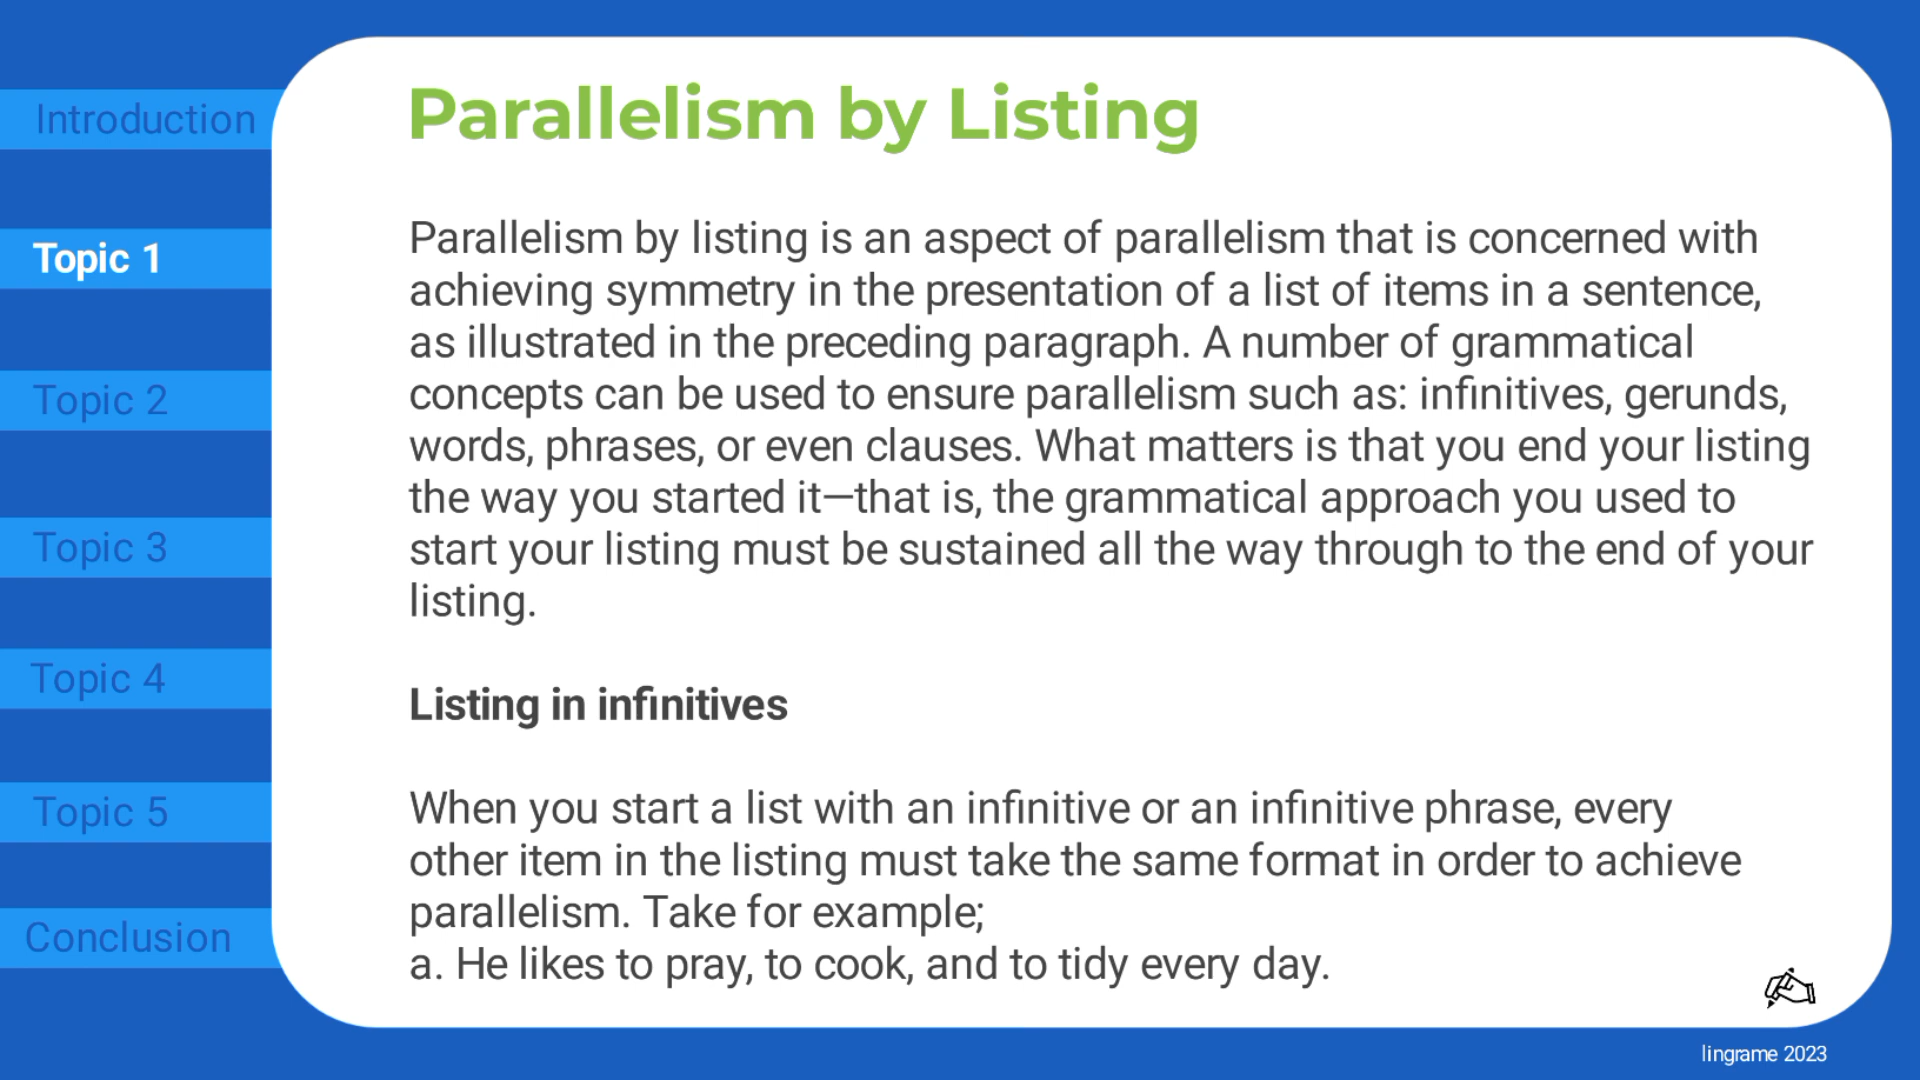 Introduction
Topic 1
Topic 2
Topic 3
Topic 4
Topic 5
Conclusion
Parallelism by Listing
Parallelism by listing is an aspect of parallelism that is concerned with
achieving symmetry in the presentation of a list of items in a sentence,
as illustrated in the preceding paragraph. A number of grammatical
concepts can be used to ensure parallelism such as: infinitives, gerunds,
words, phrases, or even clauses. What matters is that you end your listing
the way you started it—that is, the grammatical approach you used to
start your listing must be sustained all the way through to the end of your
listing.
Listing in infinitives
When you start a list with an infinitive or an infinitive phrase, every
other item in the listing must take the same format in order to achieve
parallelism. Take for example;
a. He likes to pray, to cook, and to tidy every day.
lingrame 2023